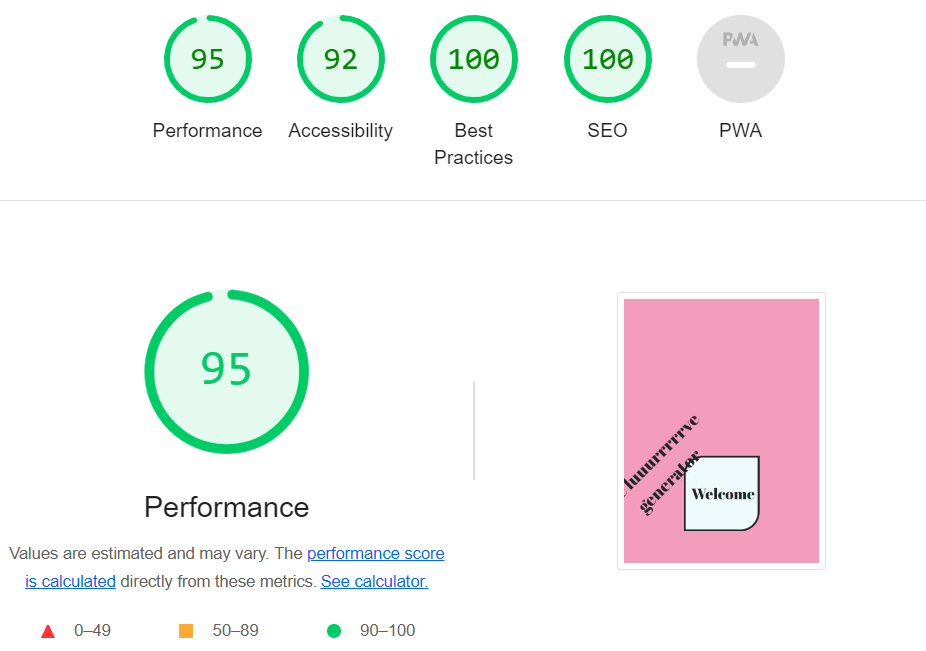 95
92
100
100
PWA
Performance
Accessibility
Best
Practices
SEO
PWA
95
Performance
Values are estimated and may vary. The performance score
is calculated directly from these metrics. See calculator.
0–49
50–89
90–100
generator
Welcome